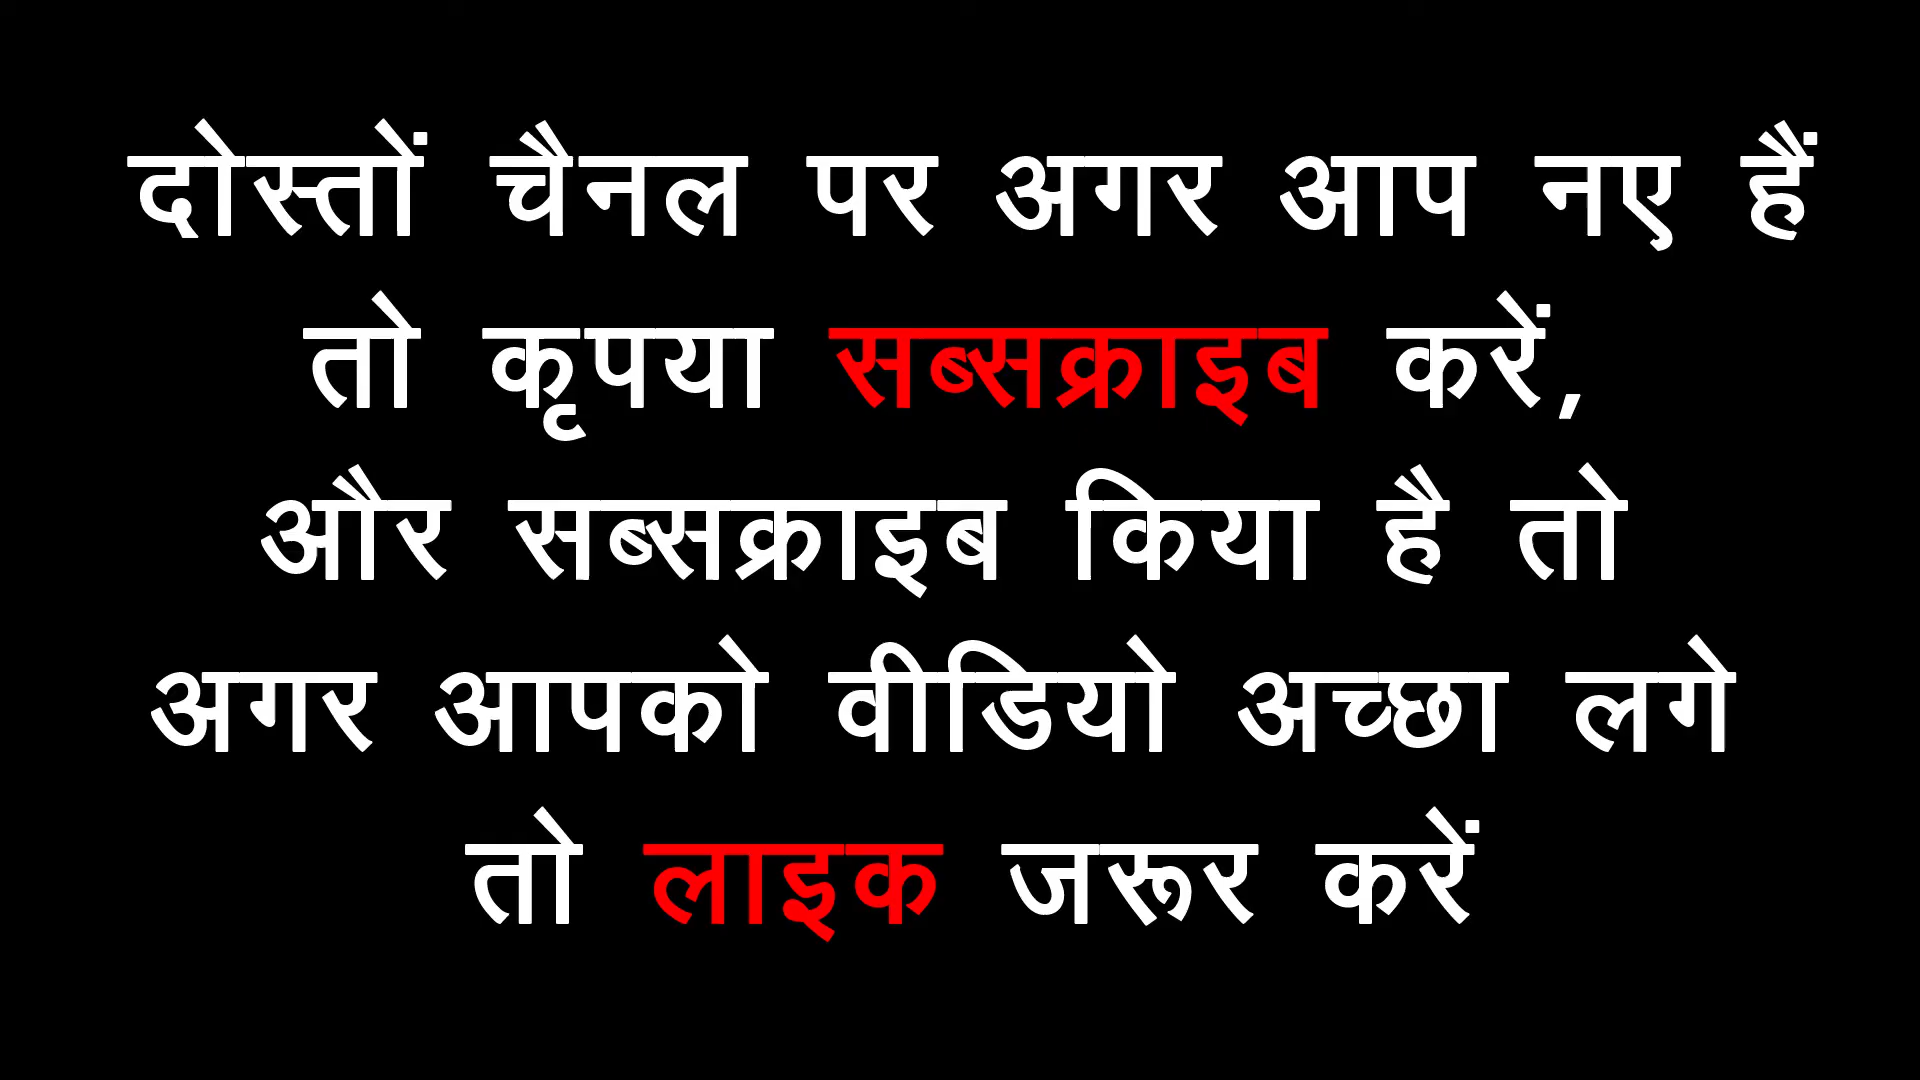 दोस्तों चैनल पर अगर आप नए हैं
तो कृपया सब्सक्राइब करें,
और सब्सक्राइब किया है तो
अगर आपको वीडियो अच्छा लगे
तो लाइक जरूर करें